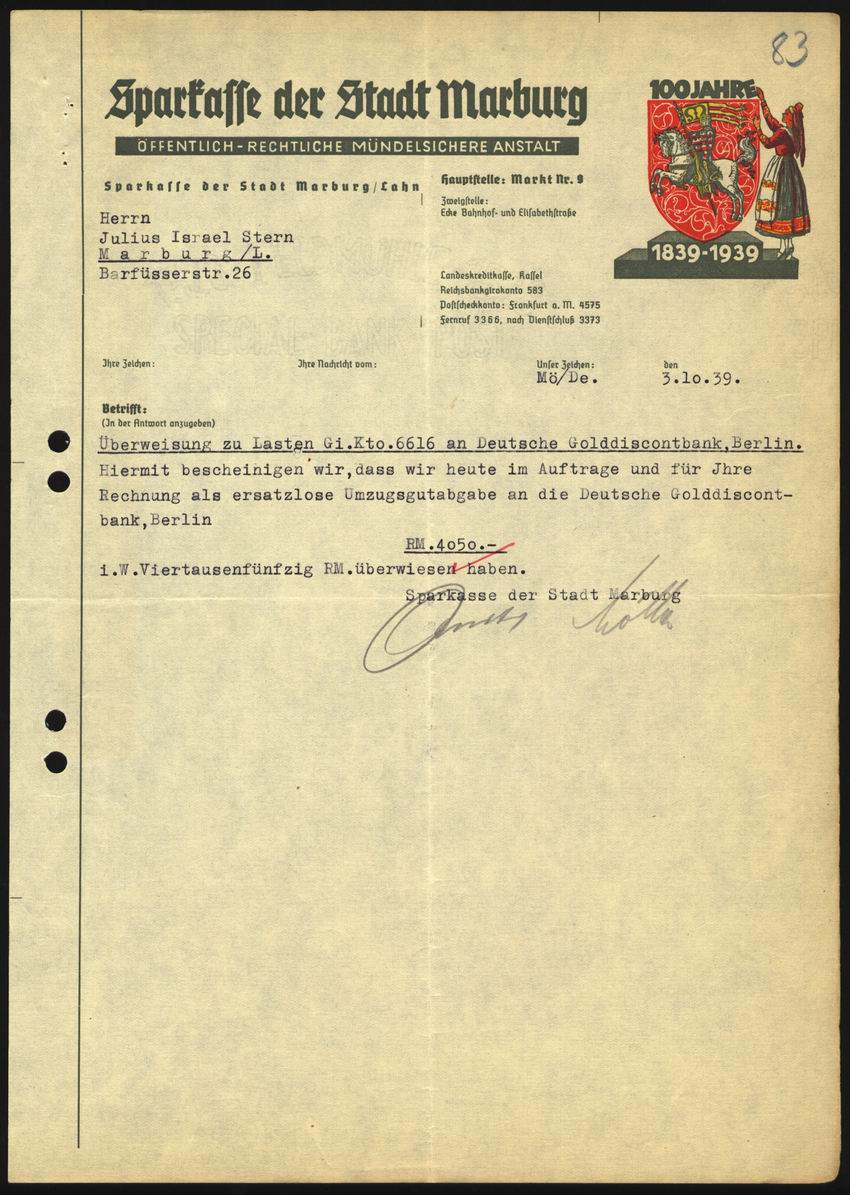 83
Sparkasse der Stadt Marburg
ÖFFENTLICH-RECHTLICHE MÜNDELSICHERE ANSTALT
100 JAHRE
1839-1939
Sparkasse der Stadt Marburg/Lahn
Herrn
Julius Israel Stern
Marburg/L.
Barfüsserstr.26
Hauptstelle: Markt Nr. 9
Zweigstelle:
Ecke Bahnhof- und Elisabethstraße
Landeskreditkasse, Kassel
Reichsbankgirokonto 583
Postscheckkonto: Frankfurt a. M. 4575
Fernruf 3366, nach Dienstschluß 3373
Ihre Zeichen: Ihre Nachricht vom: Unser Zeichen: den
Mö/De. 3.10.39.
Betrifft:
(In der Antwort anzugeben)
Überweisung zu Lasten Gi.Kto.6616 an Deutsche Golddiscontbank,Berlin.
Hiermit bescheinigen wir,dass wir heute im Auftrage und für Jhre
Rechnung als ersatzlose Umzugsgutabgabe an die Deutsche Golddiscont-
bank,Berlin
RM.4050.-
i.W.Viertausenfünfzig RM.überwiesen haben.
Sparkasse der Stadt Marburg